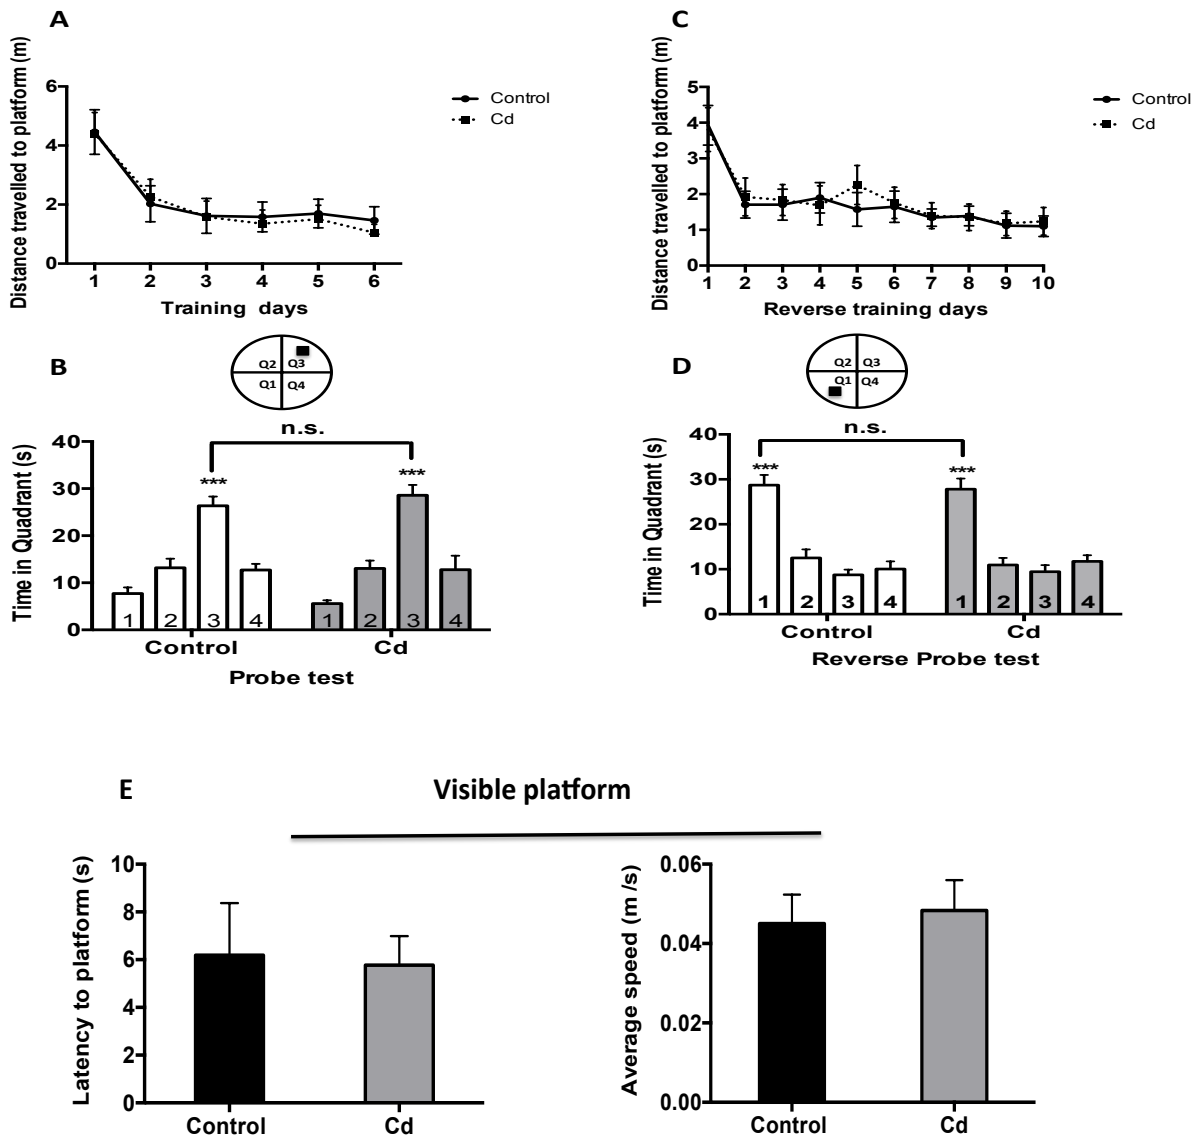 A
Distance travelled to platform (m)
6
4
2
0
1 2 3 4 5 6
Training days
Control
Cd
C
Distance travelled to platform (m)
5
4
3
2
1
0
1 2 3 4 5 6 7 8 9 10
Reverse training days
Control
Cd
B
Q2 Q3
Q1 Q4
n.s.
*** ***
Time in Quadrant (s)
40
30
20
10
0
1 2 3 4 1 2 3 4
Control Cd
Probe test
D
Q2 Q3
Q1 Q4
n.s.
*** ***
Time in Quadrant (s)
40
30
20
10
0
1 2 3 4 1 2 3 4
Control Cd
Reverse Probe test
E
Visible platform
Latency to platform (s)
10
8
6
4
2
0
Control Cd
Average speed (m /s)
0.06
0.04
0.02
0.00
Control Cd